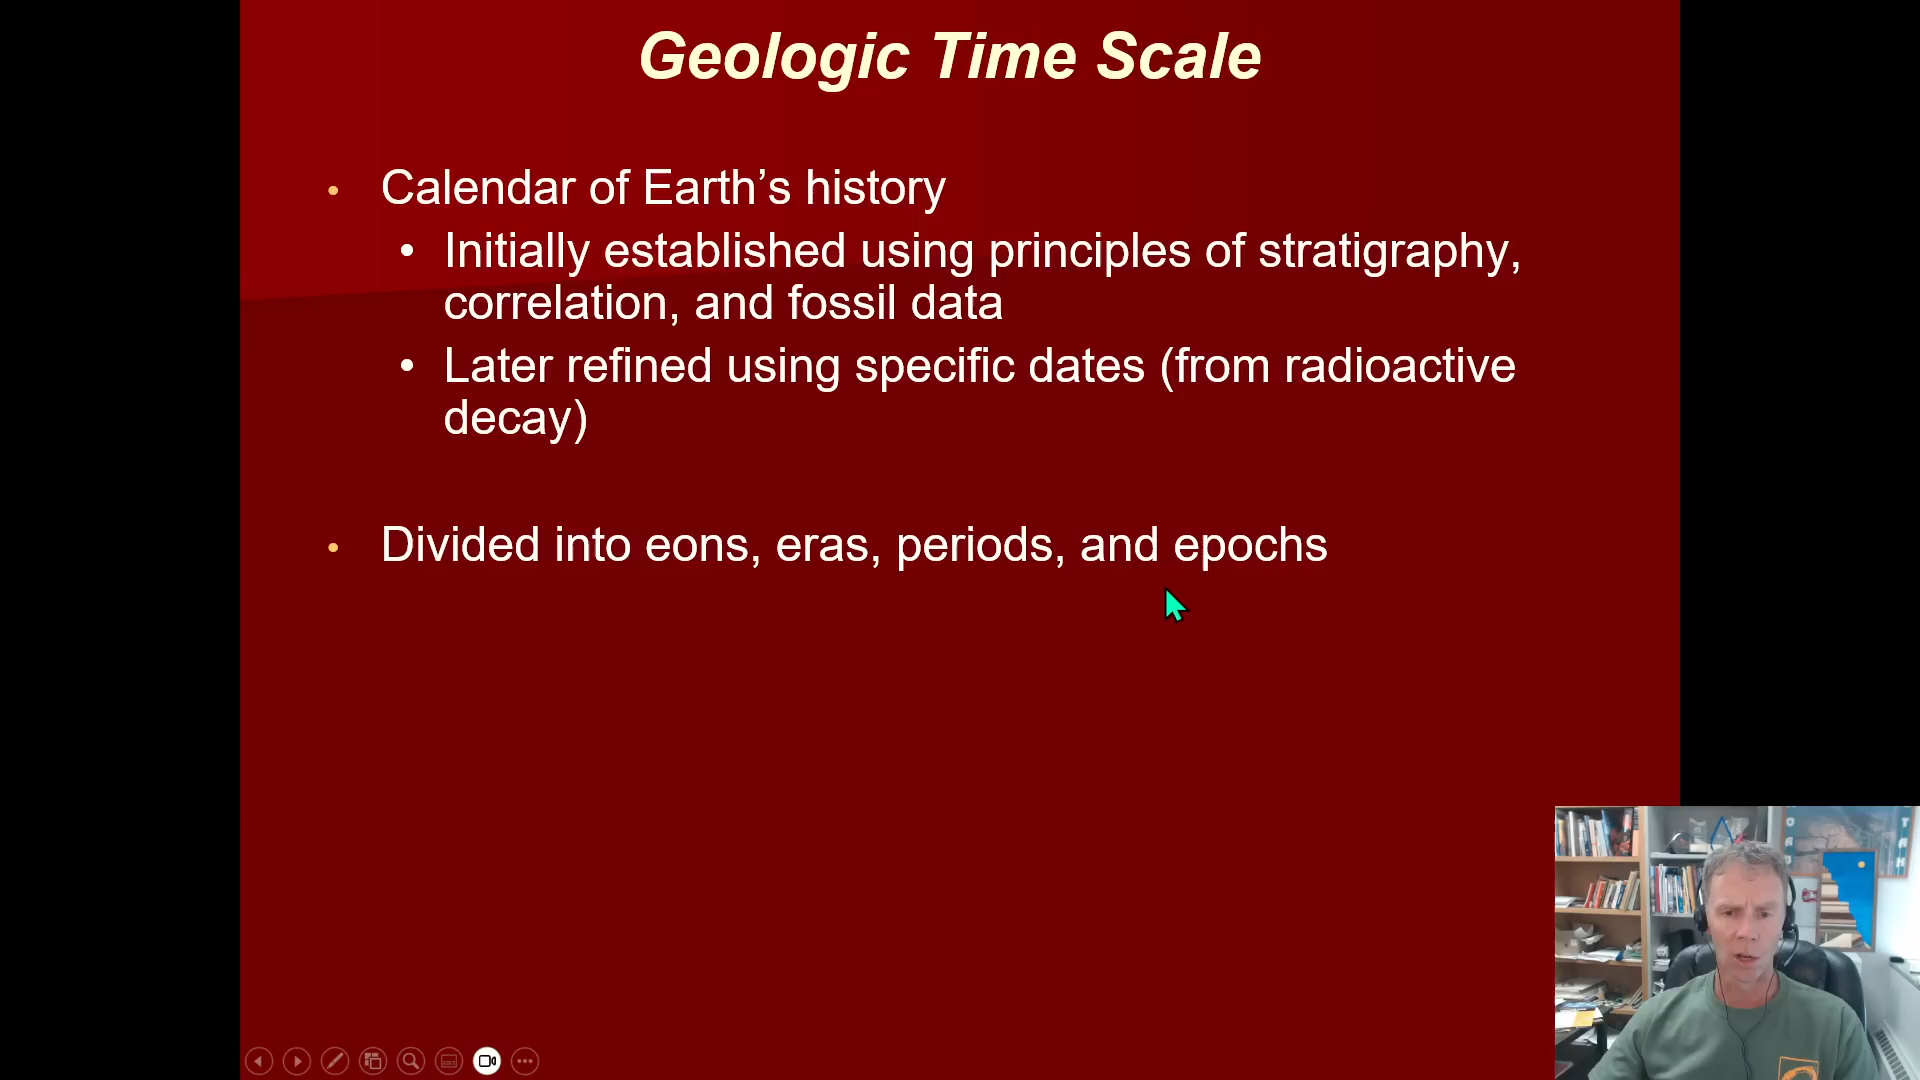 Geologic Time Scale
• Calendar of Earth’s history
• Initially established using principles of stratigraphy,
correlation, and fossil data
• Later refined using specific dates (from radioactive
decay)
• Divided into eons, eras, periods, and epochs